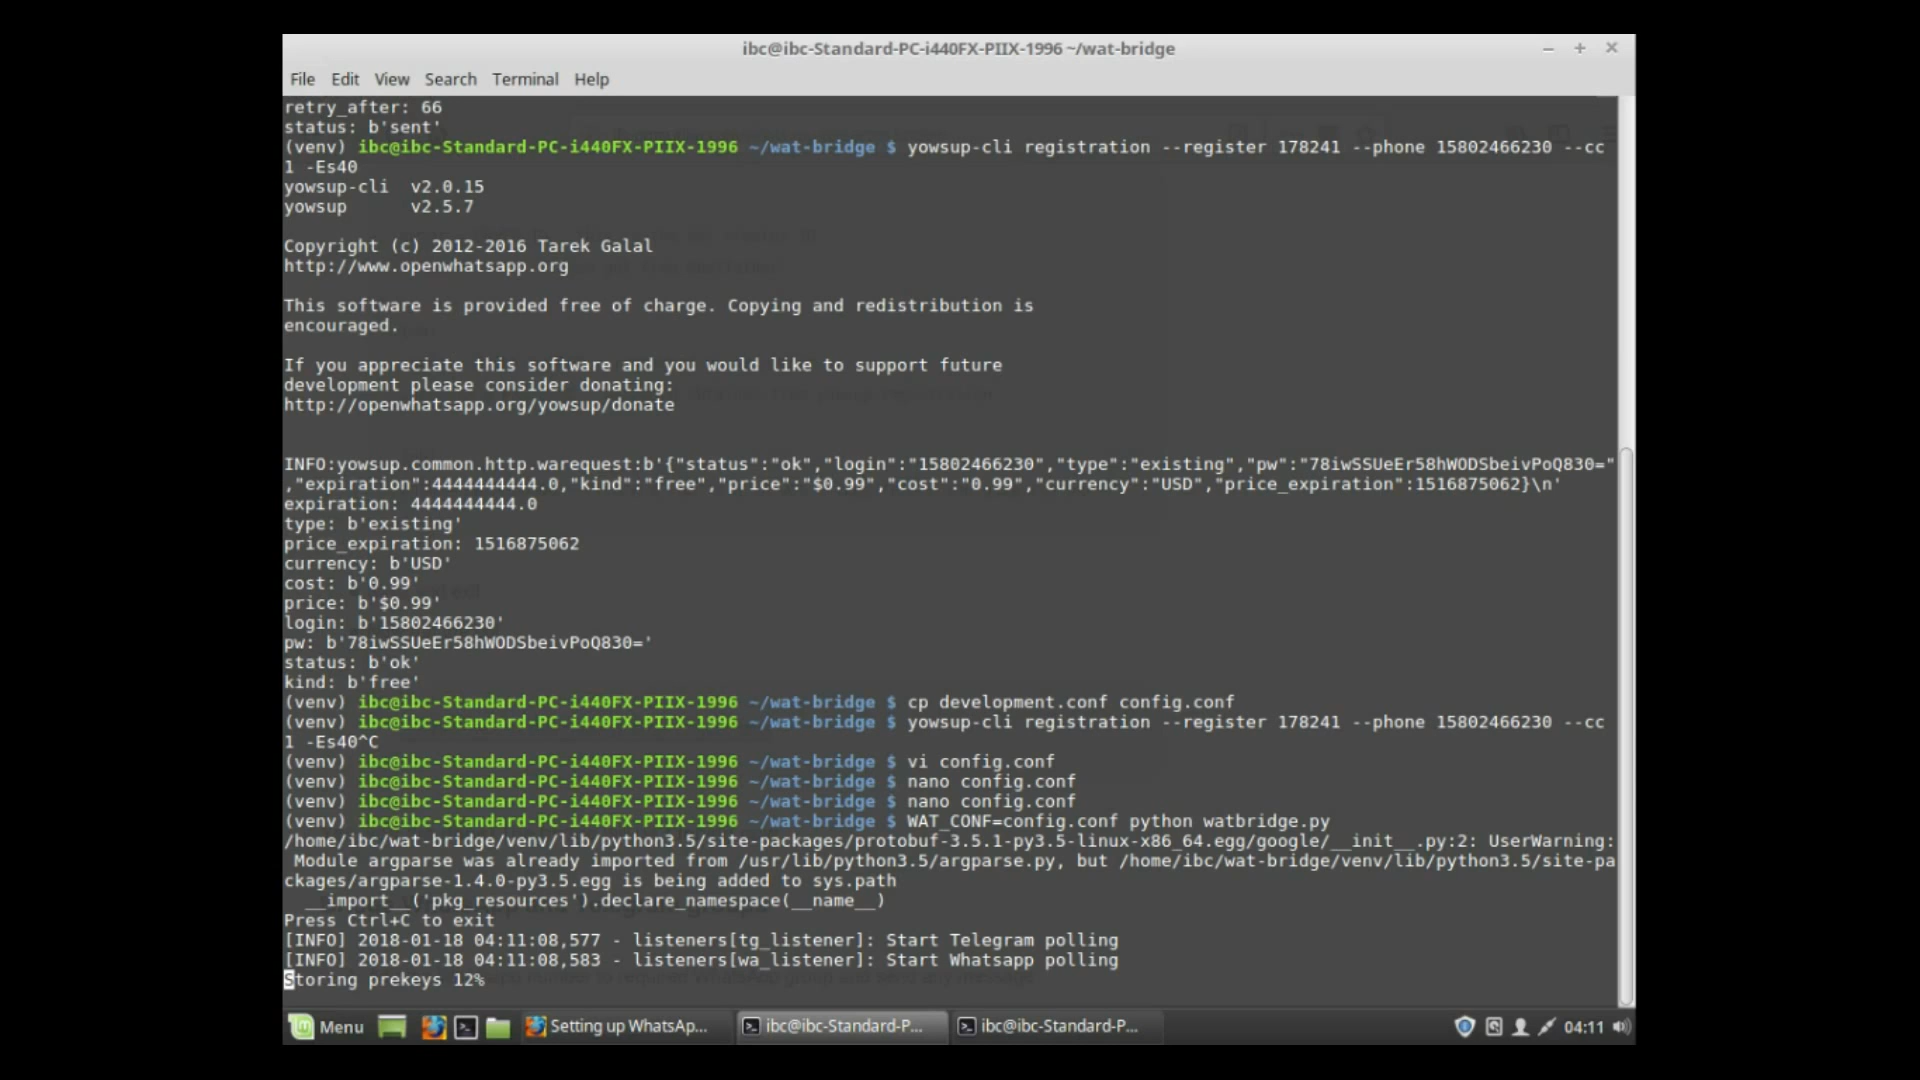 ibc@ibc-Standard-PC-i440FX-PIIX-1996 ~/wat-bridge
File Edit View Search Terminal Help
retry_after: 66
status: b'sent'
(venv) ibc@ibc-Standard-PC-i440FX-PIIX-1996 ~/wat-bridge $ yowsup-cli registration --register 178241 --phone 15802466230 --cc
1 -Es40
yowsup-cli  v2.0.15
yowsup      v2.5.7
Copyright (c) 2012-2016 Tarek Galal
http://www.openwhatsapp.org
This software is provided free of charge. Copying and redistribution is
encouraged.
If you appreciate this software and you would like to support future
development please consider donating:
http://openwhatsapp.org/yowsup/donate
INFO:yowsup.common.http.warequest:b'{"status":"ok","login":"15802466230","type":"existing","pw":"78iwSSUeEr58hWODSbeivPoQ830="
,"expiration":4444444444.0,"kind":"free","price":"$0.99","cost":"0.99","currency":"USD","price_expiration":1516875062}\n'
expiration: 4444444444.0
type: b'existing'
price_expiration: 1516875062
currency: b'USD'
cost: b'0.99'
price: b'$0.99'
login: b'15802466230'
pw: b'78iwSSUeEr58hWODSbeivPoQ830='
status: b'ok'
kind: b'free'
(venv) ibc@ibc-Standard-PC-i440FX-PIIX-1996 ~/wat-bridge $ cp development.conf config.conf
(venv) ibc@ibc-Standard-PC-i440FX-PIIX-1996 ~/wat-bridge $ yowsup-cli registration --register 178241 --phone 15802466230 --cc
1 -Es40^C
(venv) ibc@ibc-Standard-PC-i440FX-PIIX-1996 ~/wat-bridge $ vi config.conf
(venv) ibc@ibc-Standard-PC-i440FX-PIIX-1996 ~/wat-bridge $ nano config.conf
(venv) ibc@ibc-Standard-PC-i440FX-PIIX-1996 ~/wat-bridge $ nano config.conf
(venv) ibc@ibc-Standard-PC-i440FX-PIIX-1996 ~/wat-bridge $ WAT_CONF=config.conf python watbridge.py
/home/ibc/wat-bridge/venv/lib/python3.5/site-packages/protobuf-3.5.1-py3.5-linux-x86_64.egg/google/__init__.py:2: UserWarning:
 Module argparse was already imported from /usr/lib/python3.5/argparse.py, but /home/ibc/wat-bridge/venv/lib/python3.5/site-pa
ckages/argparse-1.4.0-py3.5.egg is being added to sys.path
  __import__('pkg_resources').declare_namespace(__name__)
Press Ctrl+C to exit
[INFO] 2018-01-18 04:11:08,577 - listeners[tg_listener]: Start Telegram polling
[INFO] 2018-01-18 04:11:08,583 - listeners[wa_listener]: Start Whatsapp polling
Storing prekeys 12%
Menu Setting up WhatsAp... ibc@ibc-Standard-P... ibc@ibc-Standard-P... 04:11